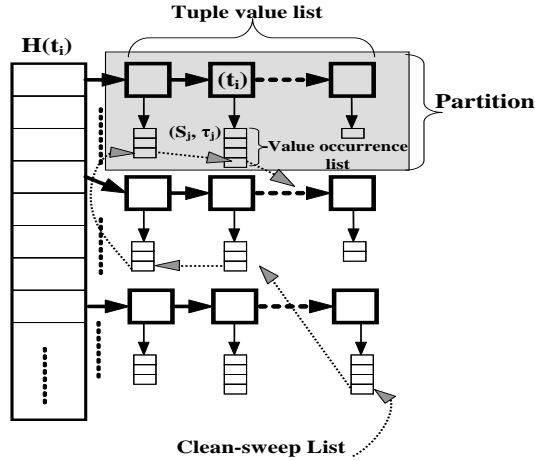 Tuple value list
H(tᵢ)
(tᵢ)
Partition
(Sⱼ, τⱼ)
Value occurrence
list
Clean-sweep List